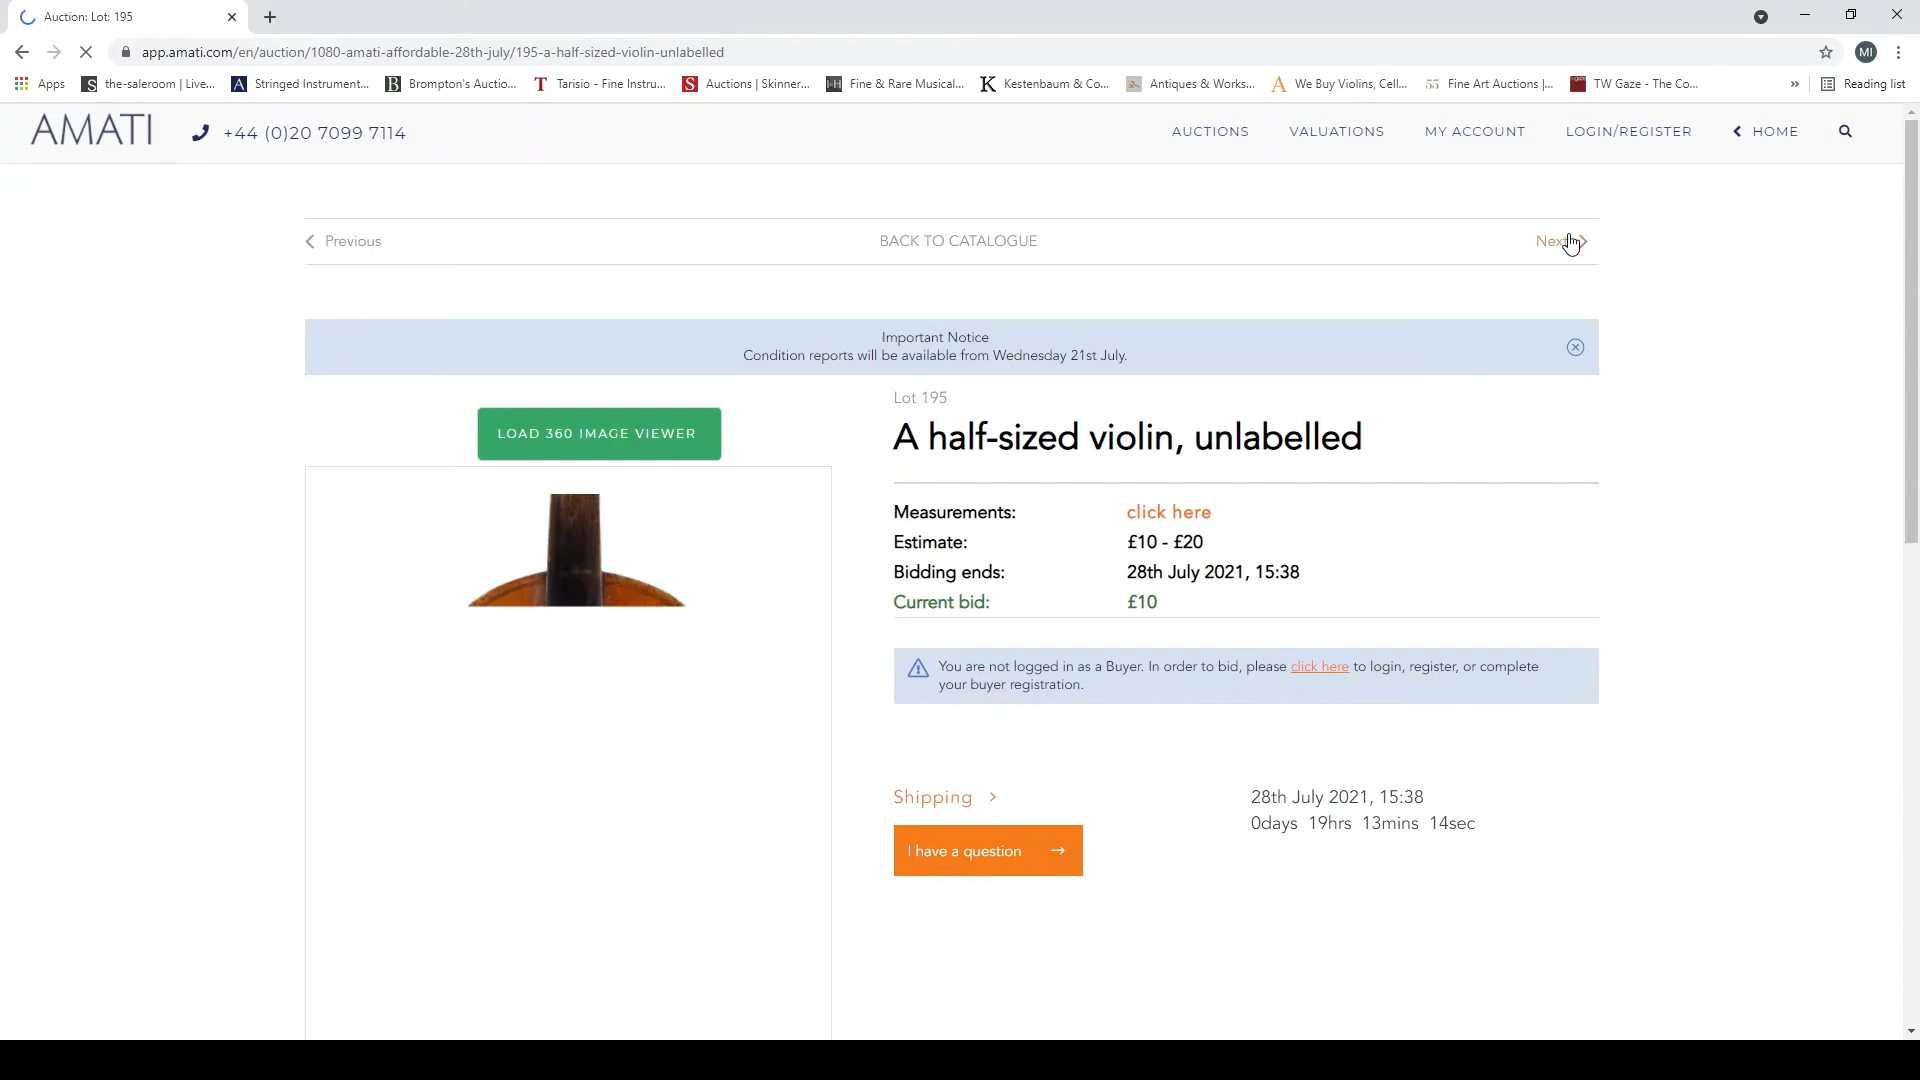 Auction: Lot: 195
app.amati.com/en/auction/1080-amati-affordable-28th-july/195-a-half-sized-violin-unlabelled
MI
Apps
the-saleroom | Live...
Stringed Instrument...
Brompton's Auctio...
Tarisio - Fine Instru...
Auctions | Skinner...
Fine & Rare Musical...
Kestenbaum & Co...
Antiques & Works...
We Buy Violins, Cell...
Fine Art Auctions |...
TW Gaze - The Co...
»
Reading list
AMATI
+44 (0)20 7099 7114
AUCTIONS
VALUATIONS
MY ACCOUNT
LOGIN/REGISTER
HOME
Previous
BACK TO CATALOGUE
Next
Important Notice
Condition reports will be available from Wednesday 21st July.
LOAD 360 IMAGE VIEWER
Lot 195
A half-sized violin, unlabelled
Measurements: click here
Estimate: £10 - £20
Bidding ends: 28th July 2021, 15:38
Current bid: £10
You are not logged in as a Buyer. In order to bid, please click here to login, register, or complete
your buyer registration.
Shipping >
28th July 2021, 15:38
0days 19hrs 13mins 14sec
I have a question →